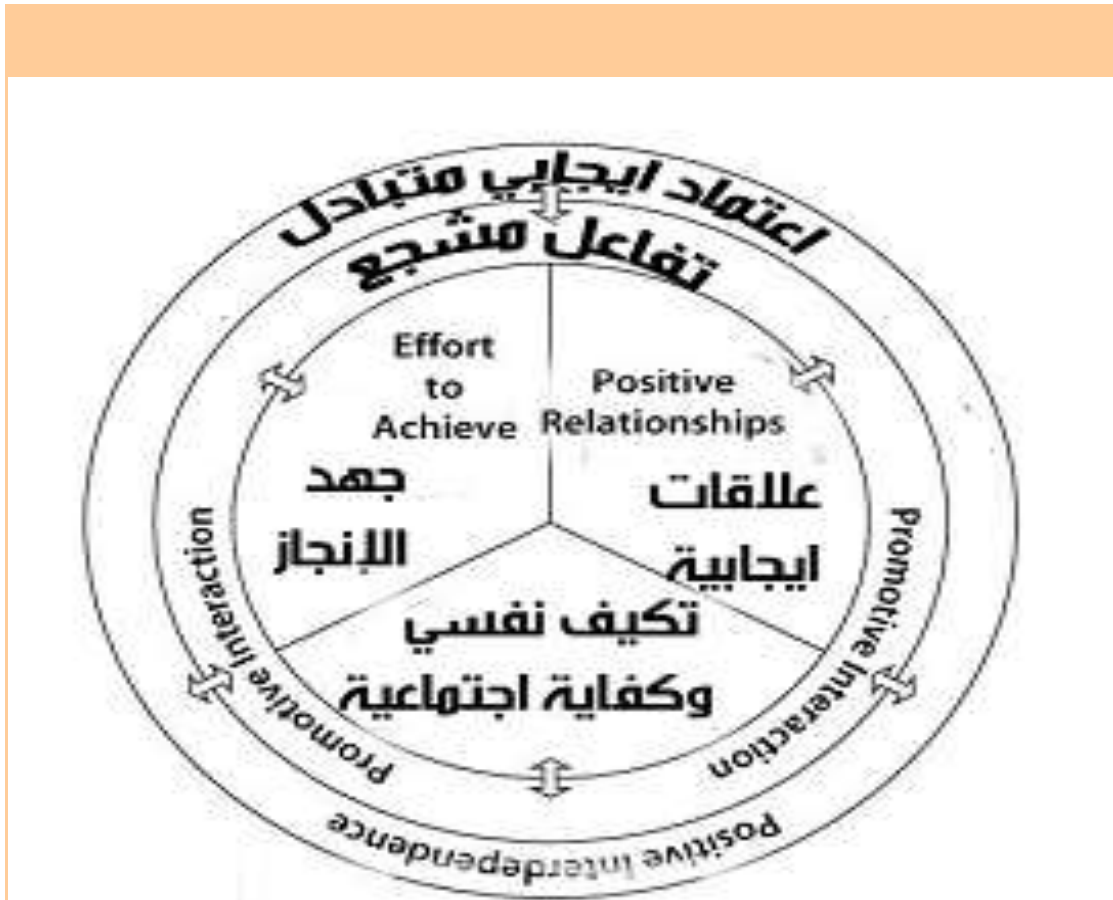 اعتماد ايجابي متبادل
تفاعل مشجع
Effort
to
Achieve
Positive
Relationships
جهد
الإنجاز
علاقات
ايجابية
تكيف نفسي
وكفاية اجتماعية
Promotive Interaction
Promotive Interaction
Positive Interdependence